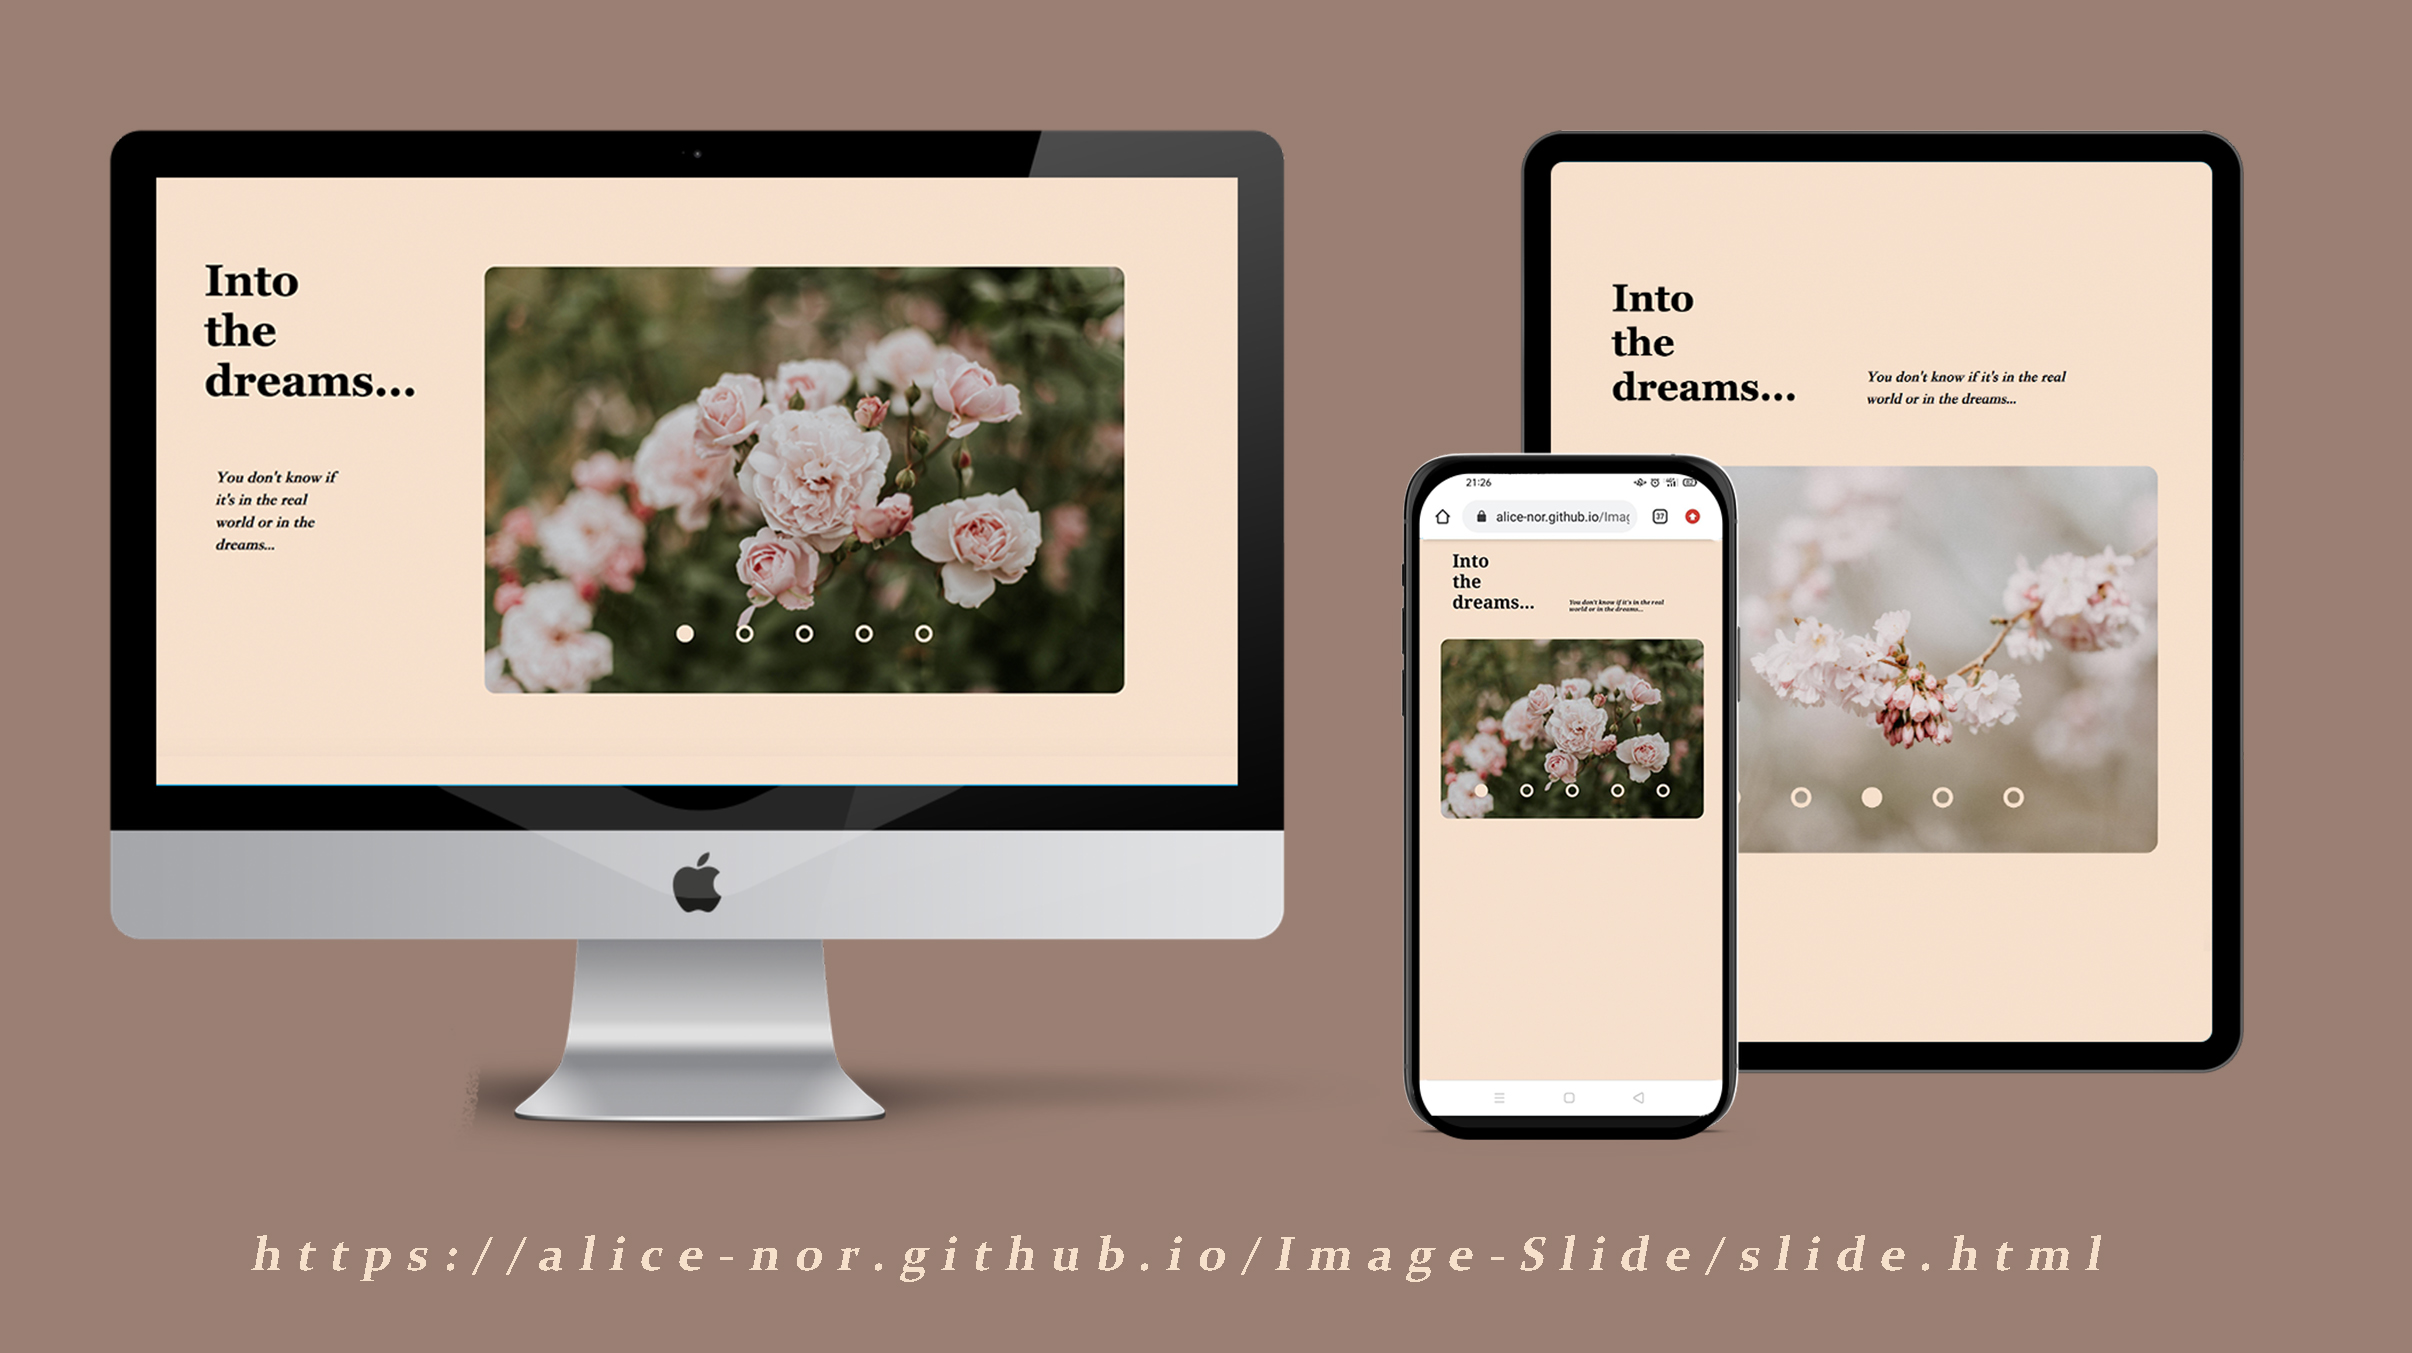 Into
the
dreams...
You don't know if
it's in the real
world or in the
dreams...
Into
the
dreams...
You don't know if it's in the real
world or in the dreams...
21:26
alice-nor.github.io/Imag
37
Into
the
dreams...
You don't know if it's in the real
world or in the dreams...
https://alice-nor.github.io/Image-Slide/slide.html